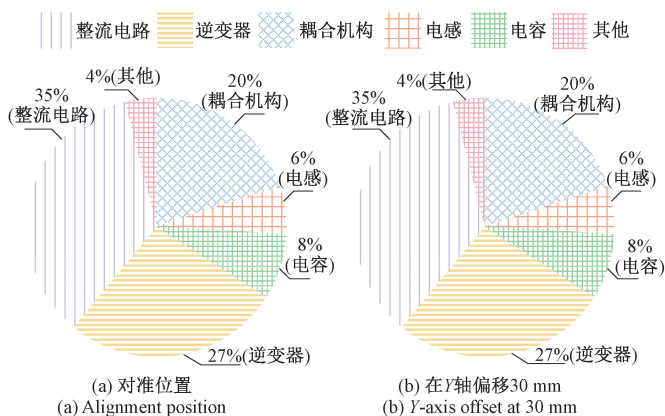 整流电路 逆变器 耦合机构 电感 电容 其他
4%(其他)
20%
(耦合机构)
35%
(整流电路)
6%
(电感)
8%
(电容)
27%(逆变器)
(a) 对准位置
(a) Alignment position
4%(其他)
20%
(耦合机构)
35%
(整流电路)
6%
(电感)
8%
(电容)
27%(逆变器)
(b) 在Y轴偏移30 mm
(b) Y-axis offset at 30 mm